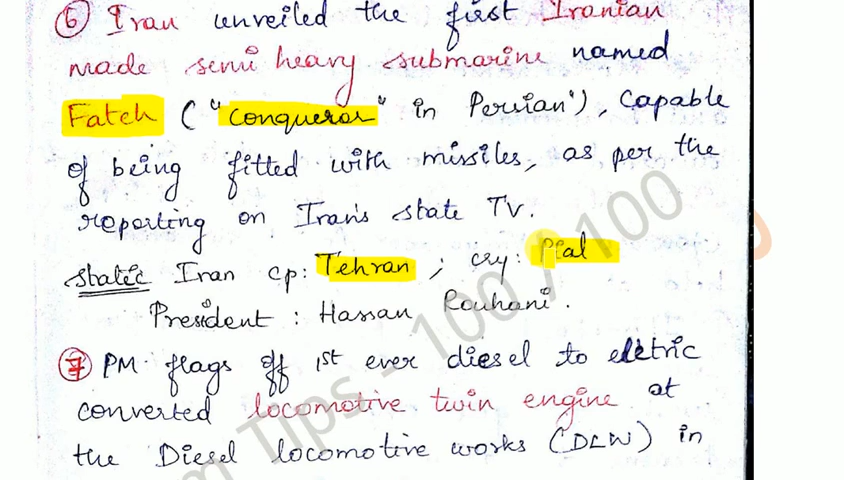 ⑥ Iran unveiled the first Iranian
made semi heavy submarine named
Fateh ("Conqueror" in Persian"), Capable
of being fitted with missiles, as per the
reporting on Iran's state TV.
Static Iran cp: Tehran ; cry: Rial
President : Hassan Rouhani.
⑦ PM flags off 1st ever diesel to eletric
converted locomotive twin engine at
the Diesel locomotive works (DLW) in
Tips - 100 / 100